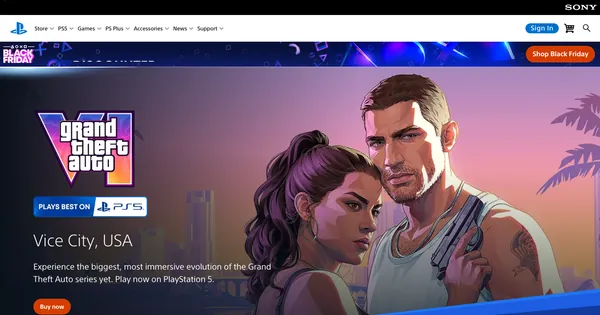 SONY
Store PS5 Games PS Plus Accessories News Support
Sign In
BLACK
FRIDAY
Shop Black Friday
VI
grand
theft
auto
PLAYS BEST ON PS5
Vice City, USA
Experience the biggest, most immersive evolution of the Grand
Theft Auto series yet. Play now on PlayStation 5.
Buy now